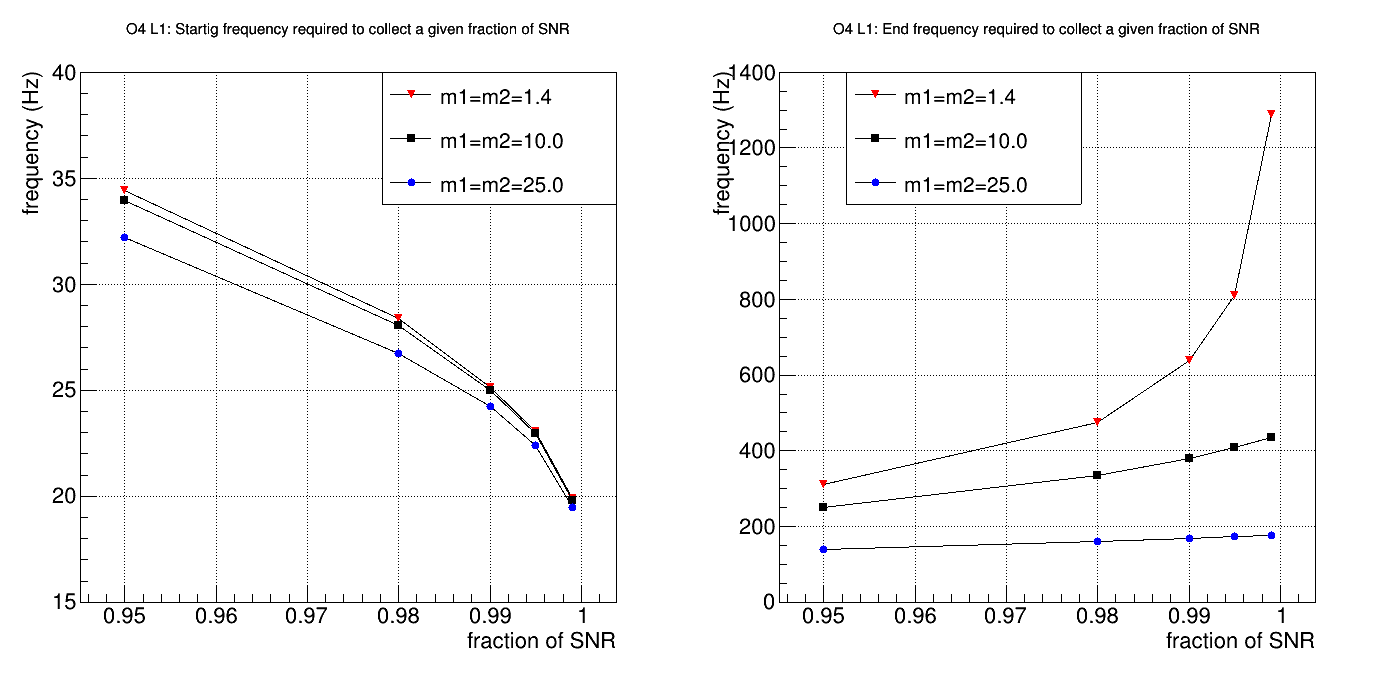 O4 L1: Startig frequency required to collect a given fraction of SNR
frequency (Hz)
40
35
30
25
20
15
m1=m2=1.4
m1=m2=10.0
m1=m2=25.0
0.95 0.96 0.97 0.98 0.99 1
fraction of SNR
O4 L1: End frequency required to collect a given fraction of SNR
frequency (Hz)
1400
1200
1000
800
600
400
200
0
m1=m2=1.4
m1=m2=10.0
m1=m2=25.0
0.95 0.96 0.97 0.98 0.99 1
fraction of SNR